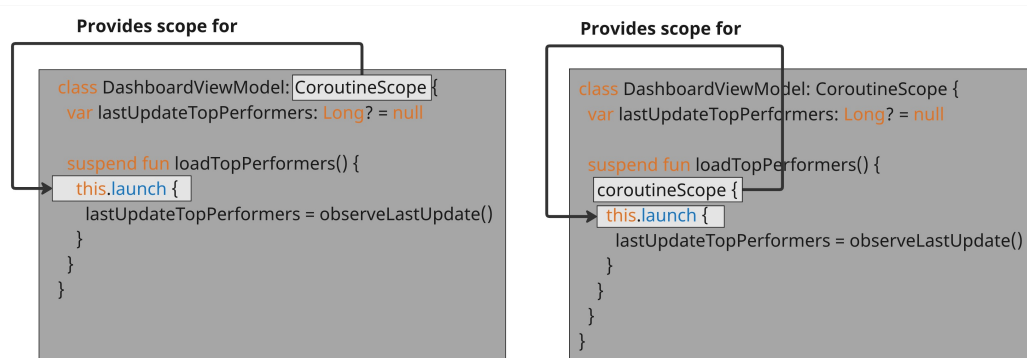 Provides scope for
class DashboardViewModel: CoroutineScope {
var lastUpdateTopPerformers: Long? = null
suspend fun loadTopPerformers() {
this.launch {
lastUpdateTopPerformers = observeLastUpdate()
}
}
}
Provides scope for
class DashboardViewModel: CoroutineScope {
var lastUpdateTopPerformers: Long? = null
suspend fun loadTopPerformers() {
coroutineScope {
this.launch {
lastUpdateTopPerformers = observeLastUpdate()
}
}
}
}